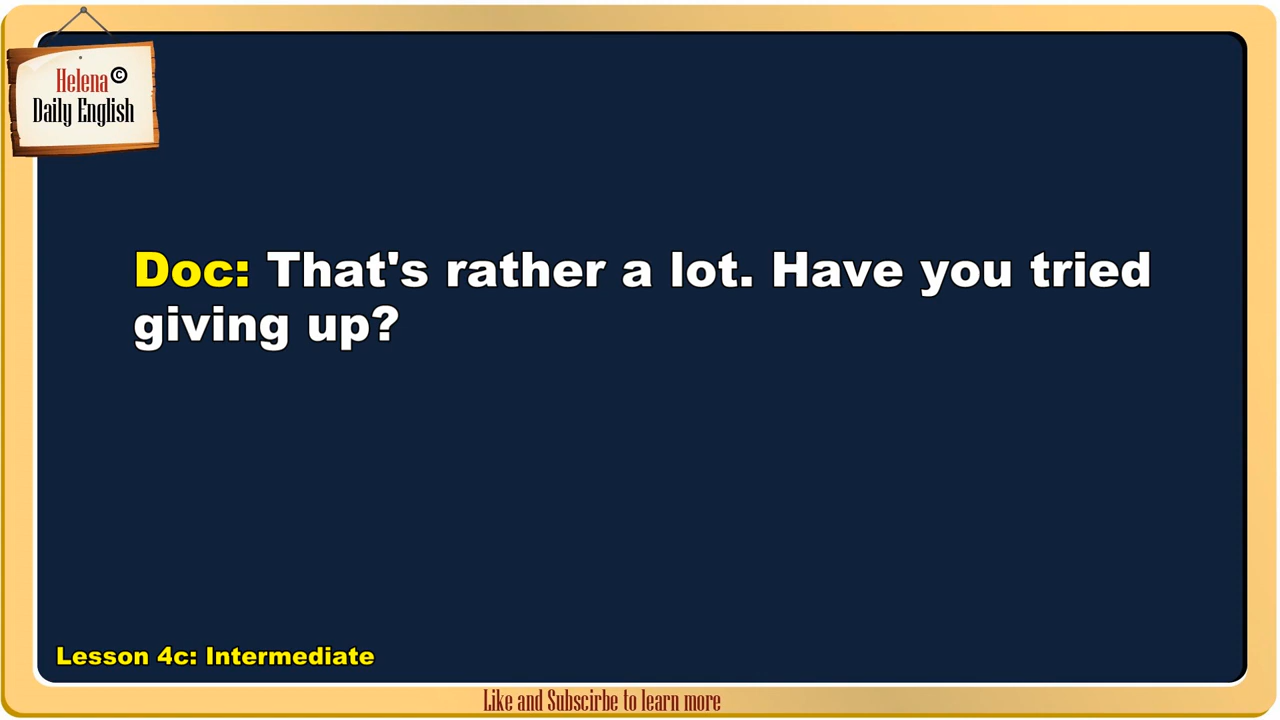 Helena ©
Daily English
Doc: That's rather a lot. Have you tried
giving up?
Lesson 4c: Intermediate
Like and Subscirbe to learn more